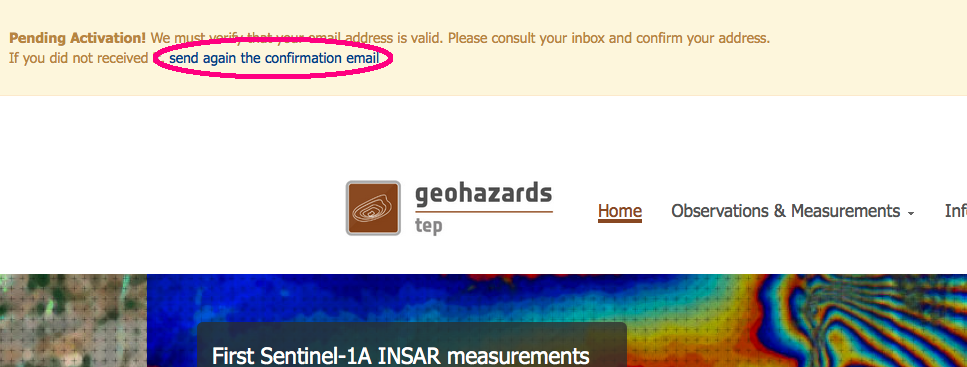 Pending Activation! We must verify that your email address is valid. Please consult your inbox and confirm your address.
If you did not received send again the confirmation email
geohazards
tep
Home Observations & Measurements Inf
First Sentinel-1A INSAR measurements